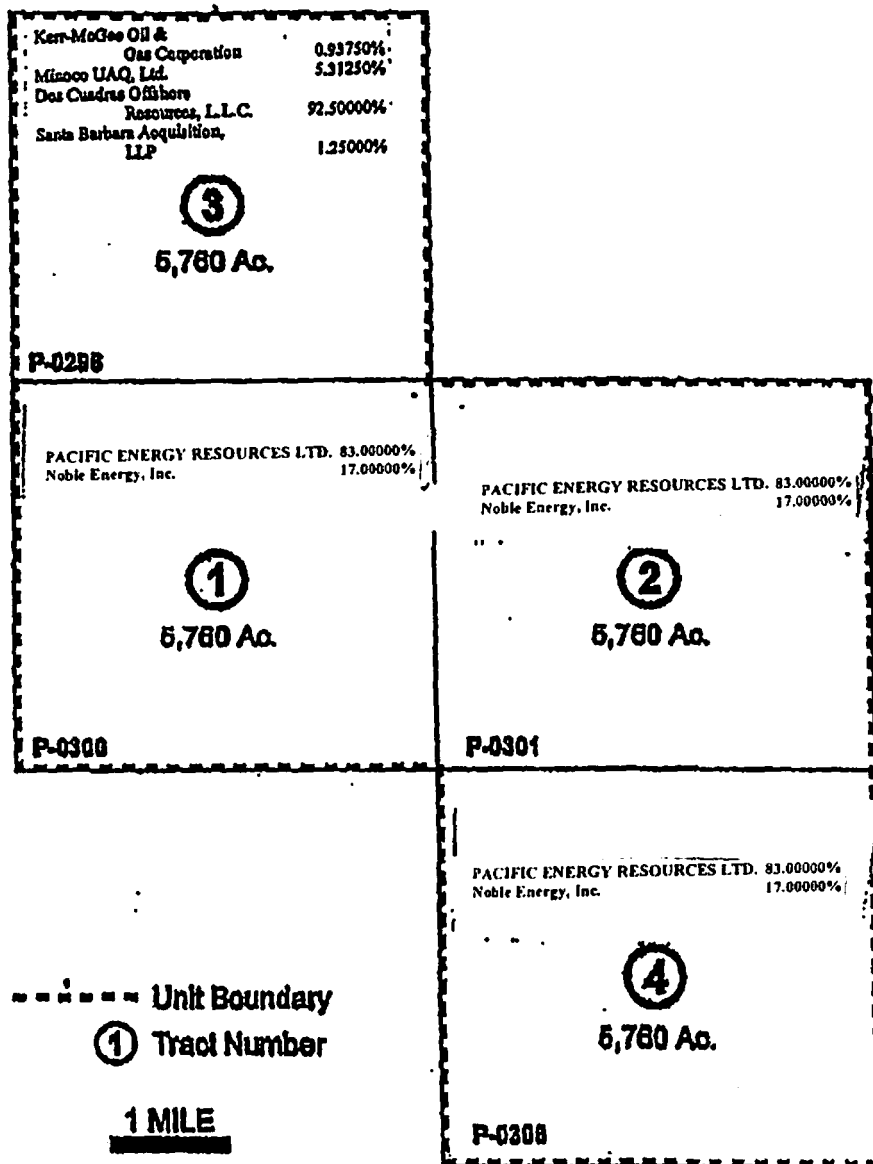 Kerr-McGee Oil &
Gas Corporation 0.93750%
Minoco UAQ, Ltd. 5.31250%
Dos Cuadras Offshore
Resources, L.L.C. 92.50000%
Santa Barbara Acquisition,
LLP 1.25000%
3
5,760 Ac.
P-0296
PACIFIC ENERGY RESOURCES LTD. 83.00000%
Noble Energy, Inc. 17.00000%
1
5,760 Ac.
P-0300
PACIFIC ENERGY RESOURCES LTD. 83.00000%
Noble Energy, Inc. 17.00000%
2
5,760 Ac.
P-0301
PACIFIC ENERGY RESOURCES LTD. 83.00000%
Noble Energy, Inc. 17.00000%
4
5,760 Ac.
P-0306
Unit Boundary
1 Tract Number
1 MILE